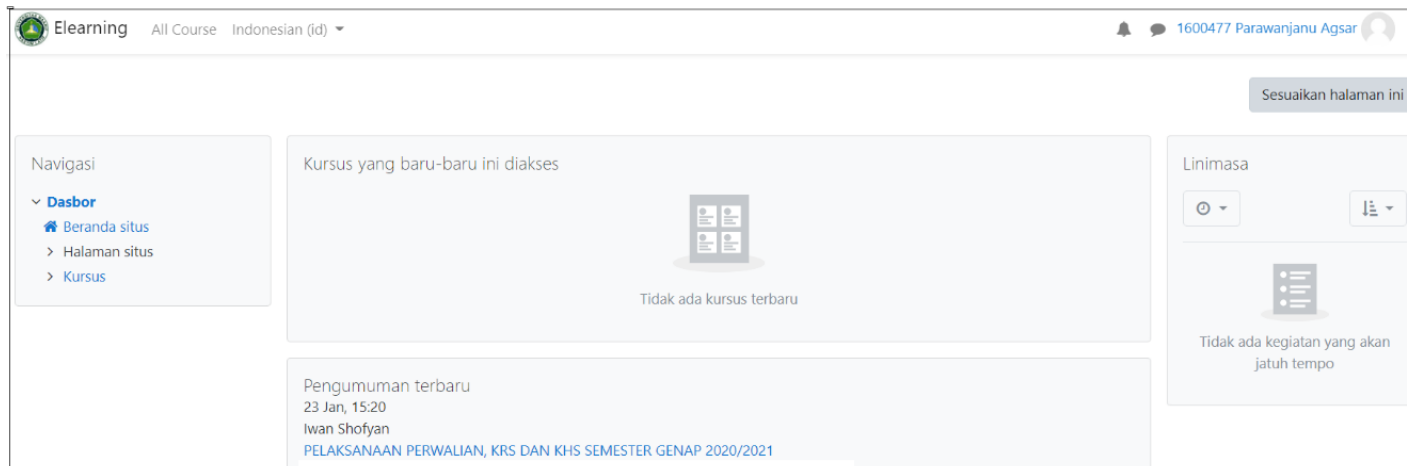 Elearning All Course Indonesian (id) 1600477 Parawanjanu Agsar
Sesuaikan halaman ini
Navigasi
Dasbor
Beranda situs
Halaman situs
Kursus
Kursus yang baru-baru ini diakses
Tidak ada kursus terbaru
Pengumuman terbaru
23 Jan, 15:20
Iwan Shofyan
PELAKSANAAN PERWALIAN, KRS DAN KHS SEMESTER GENAP 2020/2021
Linimasa
Tidak ada kegiatan yang akan
jatuh tempo